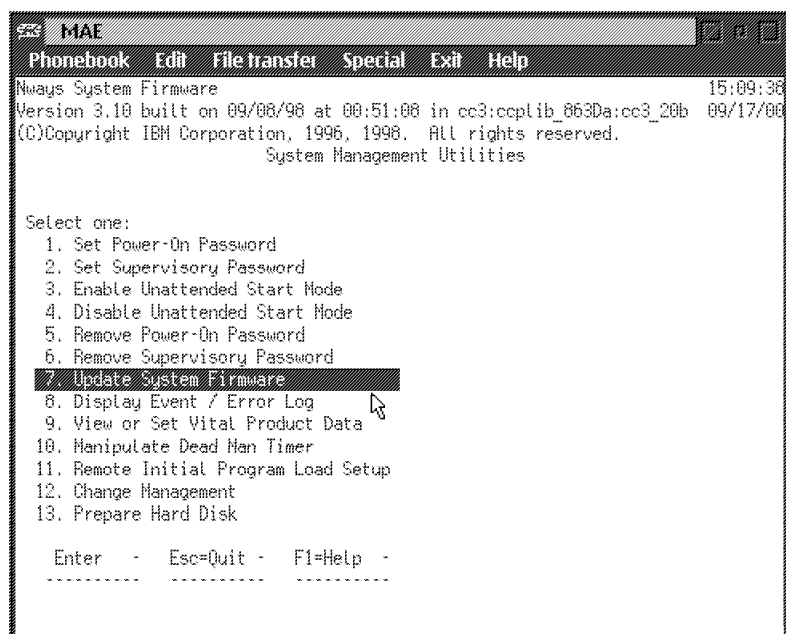 MAE
Phonebook Edit File transfer Special Exit Help
Nways System Firmware 15:09:38
Version 3.10 built on 09/08/98 at 00:51:08 in cc3:ccplib_863Da:cc3_20b 09/17/00
(C)Copyright IBM Corporation, 1996, 1998. All rights reserved.
System Management Utilities
Select one:
1. Set Power-On Password
2. Set Supervisory Password
3. Enable Unattended Start Mode
4. Disable Unattended Start Mode
5. Remove Power-On Password
6. Remove Supervisory Password
7. Update System Firmware
8. Display Event / Error Log
9. View or Set Vital Product Data
10. Manipulate Dead Man Timer
11. Remote Initial Program Load Setup
12. Change Management
13. Prepare Hard Disk
Enter - Esc=Quit - F1=Help -
---------- ---------- ----------